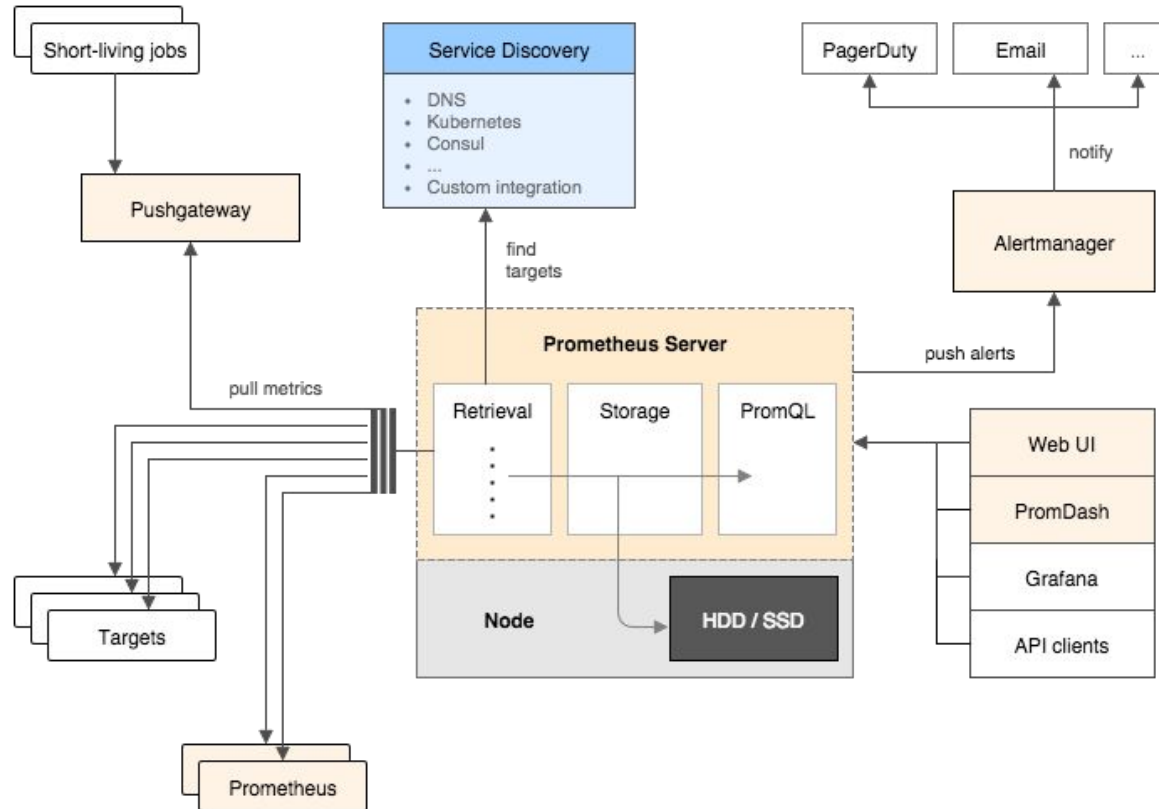 Short-living jobs
Service Discovery
• DNS
• Kubernetes
• Consul
• ...
• Custom integration
PagerDuty
Email
...
notify
Pushgateway
Alertmanager
find
targets
push alerts
Prometheus Server
pull metrics
Retrieval
Storage
PromQL
Web UI
PromDash
Grafana
API clients
Node
HDD / SSD
Targets
Prometheus